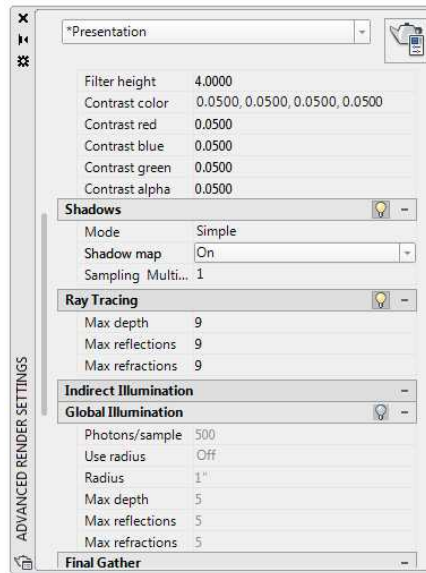 *Presentation
Filter height 4.0000
Contrast color 0.0500, 0.0500, 0.0500, 0.0500
Contrast red 0.0500
Contrast blue 0.0500
Contrast green 0.0500
Contrast alpha 0.0500
Shadows
Mode Simple
Shadow map On
Sampling Multi... 1
Ray Tracing
Max depth 9
Max reflections 9
Max refractions 9
Indirect Illumination
Global Illumination
Photons/sample 500
Use radius Off
Radius 1"
Max depth 5
Max reflections 5
Max refractions 5
Final Gather
ADVANCED RENDER SETTINGS